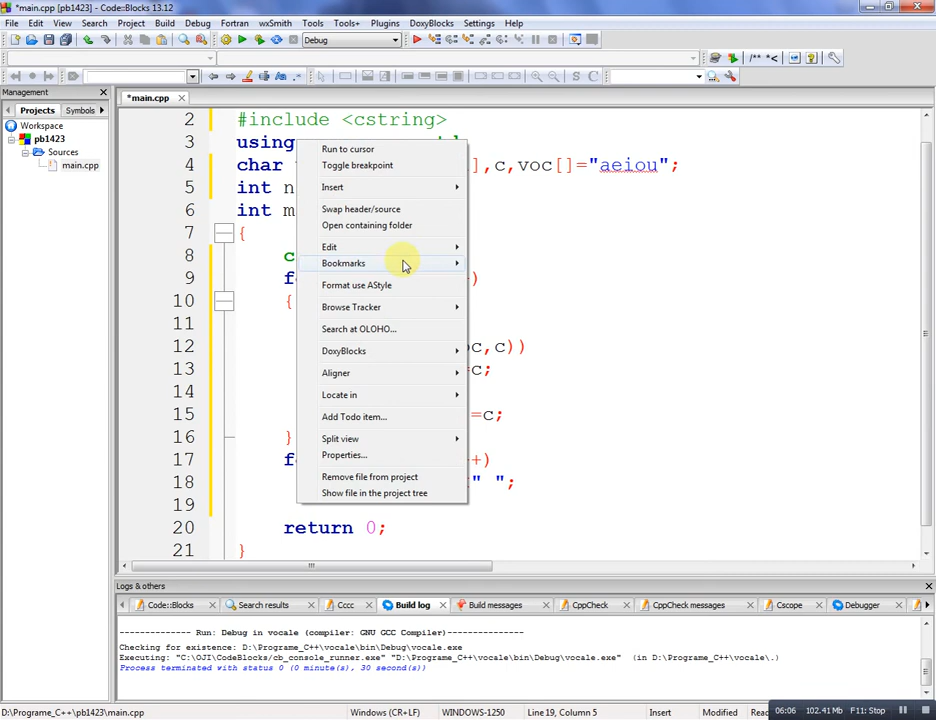 *main.cpp [pb1423] - Code::Blocks 13.12
File Edit View Search Project Build Debug Fortran wxSmith Tools Tools+ Plugins DoxyBlocks Settings Help
Debug
/** *<
S C
Management
Projects Symbols
*main.cpp
Workspace
pb1423
Sources
main.cpp
2 #include <cstring>
3 using
4 char ],c,voc[]="aeiou";
5 int n
6 int m
7 {
8 c
9 fo )
10 {
11
12 oc,c))
13 =c;
14
15 =c;
16 }
17 fo +)
18 " ";
19
20 return 0;
21 }
Run to cursor
Toggle breakpoint
Insert
Swap header/source
Open containing folder
Edit
Bookmarks
Format use AStyle
Browse Tracker
Search at OLOHO...
DoxyBlocks
Aligner
Locate in
Add Todo item...
Split view
Properties...
Remove file from project
Show file in the project tree
Logs & others
Code::Blocks Search results Cccc Build log Build messages CppCheck CppCheck messages Cscope Debugger
-------------- Run: Debug in vocale (compiler: GNU GCC Compiler)---------------
Checking for existence: D:\Programe_C++\vocale\bin\Debug\vocale.exe
Executing: "C:\OJI\CodeBlocks/cb_console_runner.exe" "D:\Programe_C++\vocale\bin\Debug\vocale.exe" (in D:\Programe_C++\vocale\.)
Process terminated with status 0 (0 minute(s), 30 second(s))
D:\Programe_C++\pb1423\main.cpp Windows (CR+LF) WINDOWS-1250 Line 19, Column 5 Insert Modified Rea 06:06 102.41 MB F11: Stop